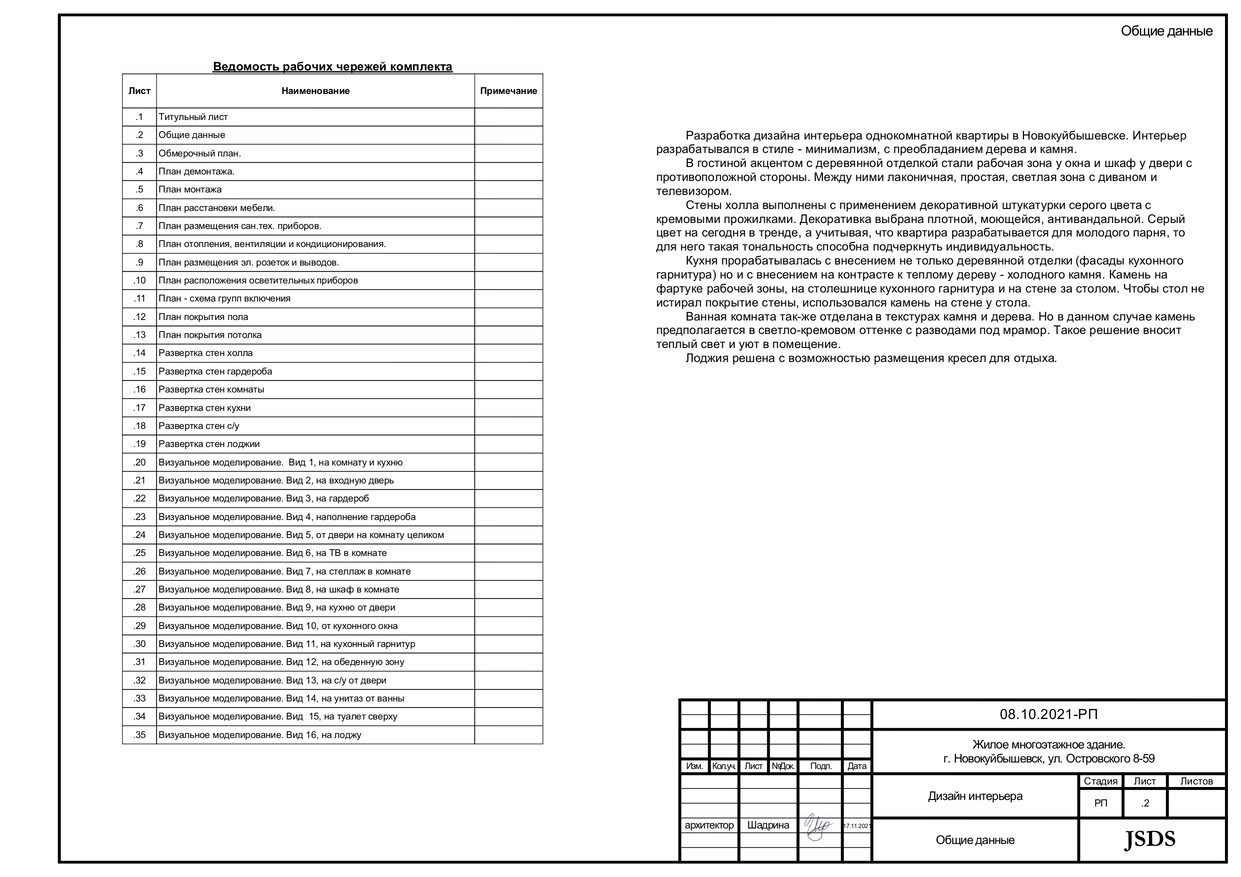 Общие данные
Ведомость рабочих чережей комплекта
Лист Наименование Примечание
.1 Титульный лист
.2 Общие данные
.3 Обмерочный план.
.4 План демонтажа.
.5 План монтажа
.6 План расстановки мебели.
.7 План размещения сан.тех. приборов.
.8 План отопления, вентиляции и кондиционирования.
.9 План размещения эл. розеток и выводов.
.10 План расположения осветительных приборов
.11 План - схема групп включения
.12 План покрытия пола
.13 План покрытия потолка
.14 Развертка стен холла
.15 Развертка стен гардероба
.16 Развертка стен комнаты
.17 Развертка стен кухни
.18 Развертка стен с/у
.19 Развертка стен лоджии
.20 Визуальное моделирование. Вид 1, на комнату и кухню
.21 Визуальное моделирование. Вид 2, на входную дверь
.22 Визуальное моделирование. Вид 3, на гардероб
.23 Визуальное моделирование. Вид 4, наполнение гардероба
.24 Визуальное моделирование. Вид 5, от двери на комнату целиком
.25 Визуальное моделирование. Вид 6, на ТВ в комнате
.26 Визуальное моделирование. Вид 7, на стеллаж в комнате
.27 Визуальное моделирование. Вид 8, на шкаф в комнате
.28 Визуальное моделирование. Вид 9, на кухню от двери
.29 Визуальное моделирование. Вид 10, от кухонного окна
.30 Визуальное моделирование. Вид 11, на кухонный гарнитур
.31 Визуальное моделирование. Вид 12, на обеденную зону
.32 Визуальное моделирование. Вид 13, на с/у от двери
.33 Визуальное моделирование. Вид 14, на унитаз от ванны
.34 Визуальное моделирование. Вид 15, на туалет сверху
.35 Визуальное моделирование. Вид 16, на лоджу
Разработка дизайна интерьера однокомнатной квартиры в Новокуйбышевске. Интерьер
разрабатывался в стиле - минимализм, с преобладанием дерева и камня.
В гостиной акцентом с деревянной отделкой стали рабочая зона у окна и шкаф у двери с
противоположной стороны. Между ними лаконичная, простая, светлая зона с диваном и
телевизором.
Стены холла выполнены с применением декоративной штукатурки серого цвета с
кремовыми прожилками. Декоративка выбрана плотной, моющейся, антивандальной. Серый
цвет на сегодня в тренде, а учитывая, что квартира разрабатывается для молодого парня, то
для него такая тональность способна подчеркнуть индивидуальность.
Кухня прорабатывалась с внесением не только деревянной отделки (фасады кухонного
гарнитура) но и с внесением на контрасте к теплому дереву - холодного камня. Камень на
фартуке рабочей зоны, на столешнице кухонного гарнитура и на стене за столом. Чтобы стол не
истирал покрытие стены, использовался камень на стене у стола.
Ванная комната так-же отделана в текстурах камня и дерева. Но в данном случае камень
предполагается в светло-кремовом оттенке с разводами под мрамор. Такое решение вносит
теплый свет и уют в помещение.
Лоджия решена с возможностью размещения кресел для отдыха.
08.10.2021-РП
Жилое многоэтажное здание.
г. Новокуйбышевск, ул. Островского 8-59
Изм. Кол.уч. Лист №Док. Подп. Дата
Дизайн интерьера
Стадия Лист Листов
РП .2
архитектор Шадрина 17.11.2021
Общие данные
JSDS